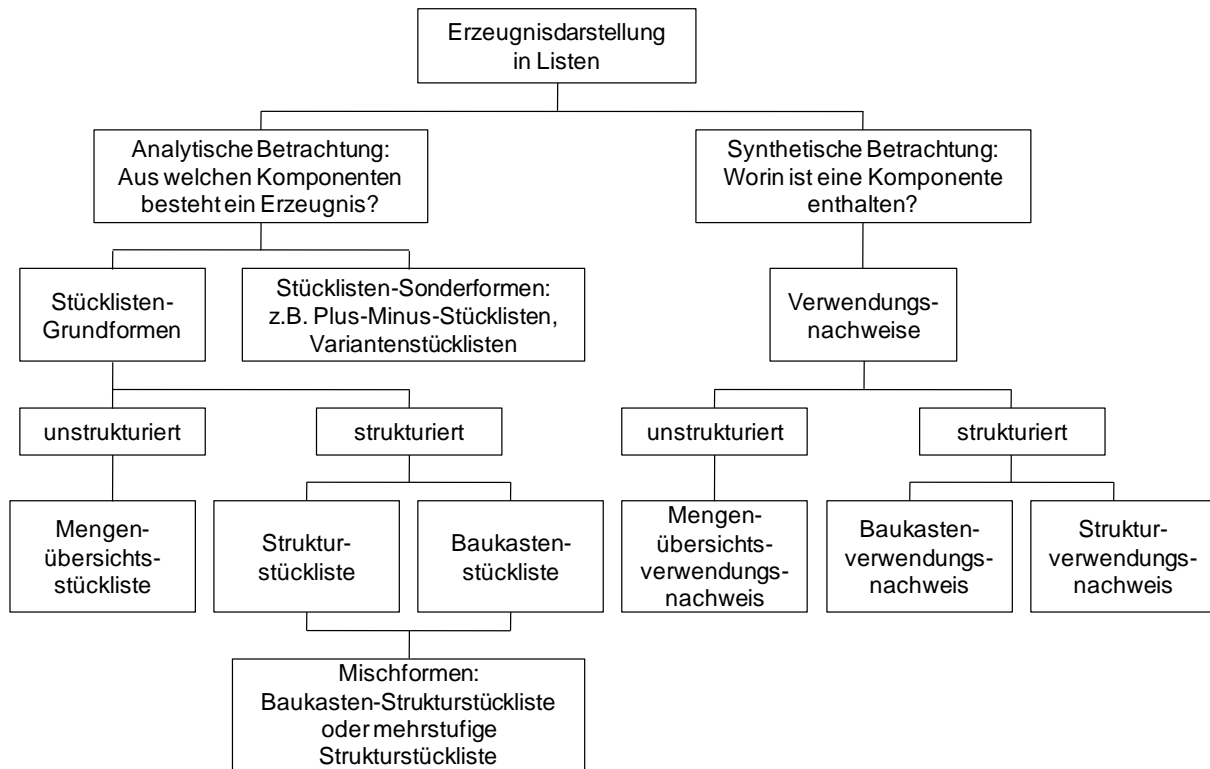 Erzeugnisdarstellung
in Listen
Analytische Betrachtung:
Aus welchen Komponenten
besteht ein Erzeugnis?
Synthetische Betrachtung:
Worin ist eine Komponente
enthalten?
Stücklisten-
Grundformen
Stücklisten-Sonderformen:
z.B. Plus-Minus-Stücklisten,
Variantenstücklisten
Verwendungs-
nachweise
unstrukturiert
strukturiert
unstrukturiert
strukturiert
Mengen-
übersichts-
stückliste
Struktur-
stückliste
Baukasten-
stückliste
Mengen-
übersichts-
verwendungs-
nachweis
Baukasten-
verwendungs-
nachweis
Struktur-
verwendungs-
nachweis
Mischformen:
Baukasten-Strukturstückliste
oder mehrstufige
Strukturstückliste